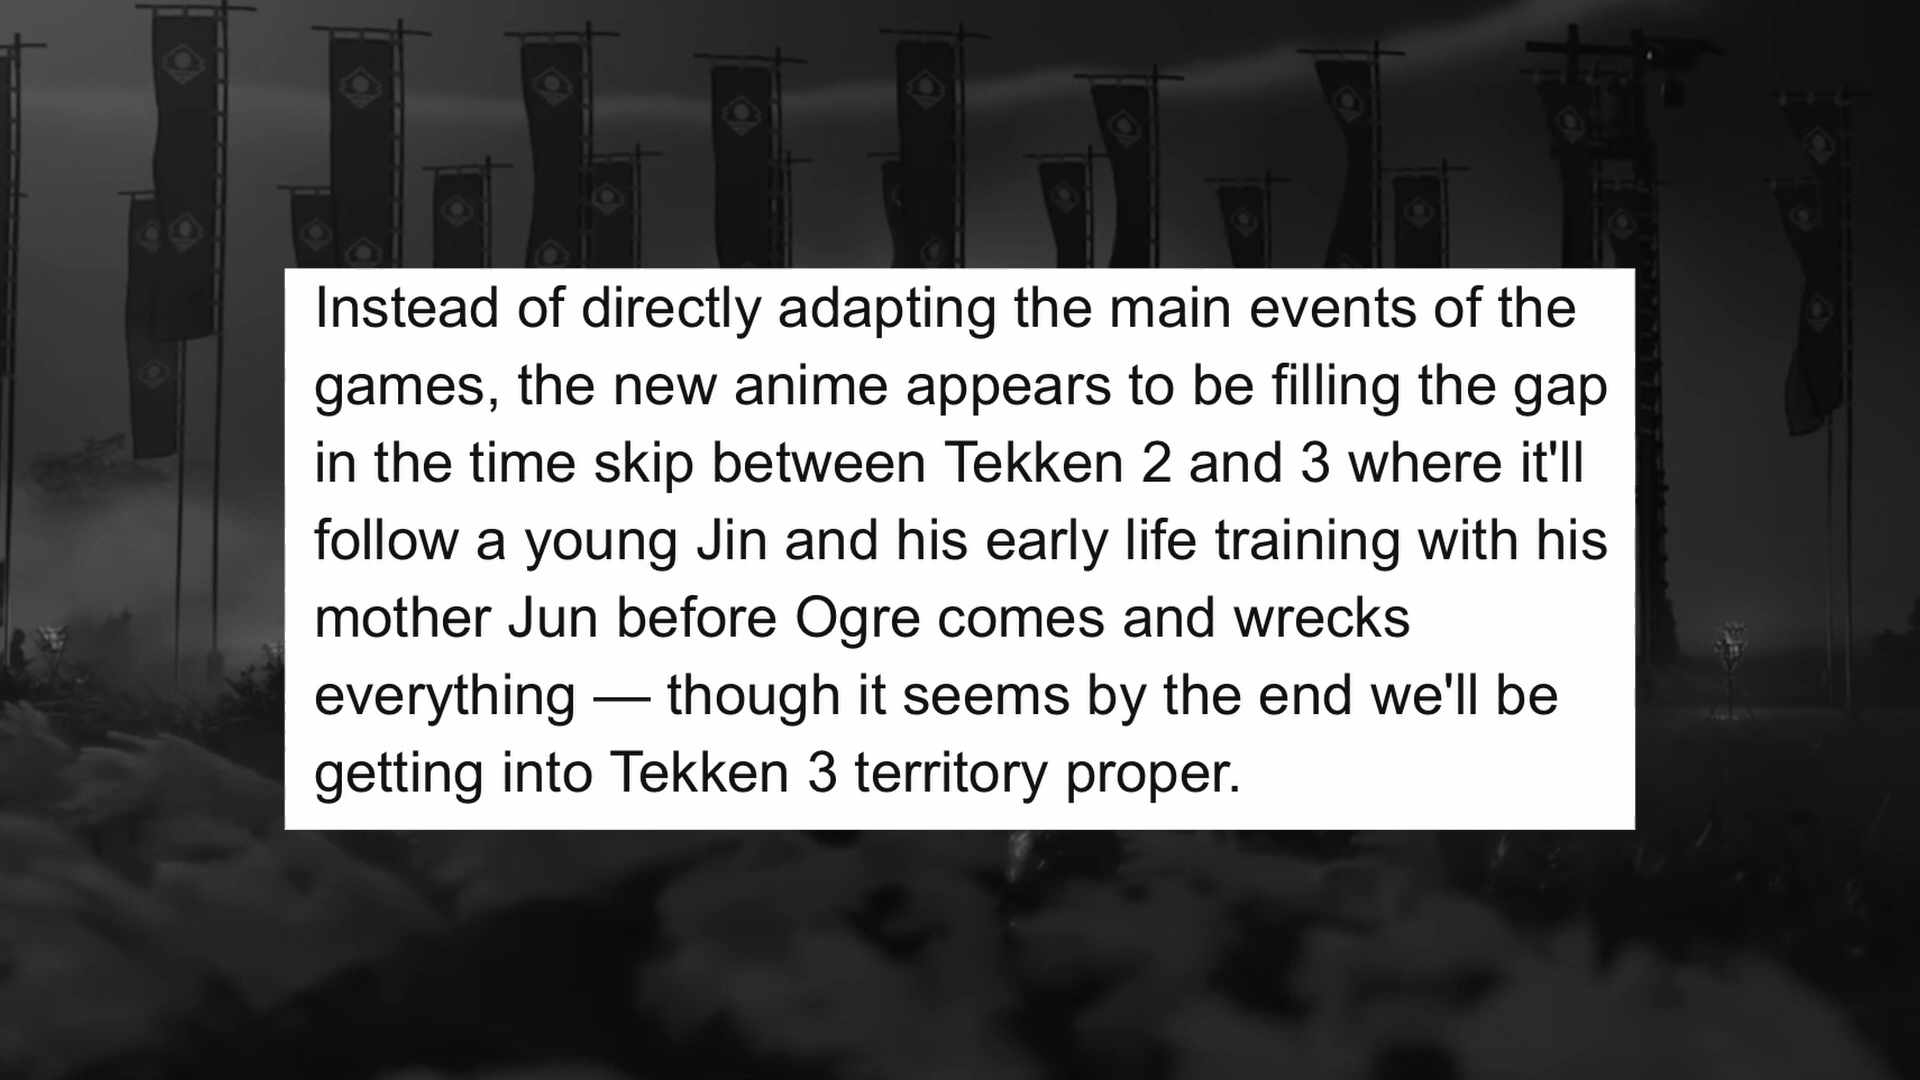 Instead of directly adapting the main events of the
games, the new anime appears to be filling the gap
in the time skip between Tekken 2 and 3 where it'll
follow a young Jin and his early life training with his
mother Jun before Ogre comes and wrecks
everything — though it seems by the end we'll be
getting into Tekken 3 territory proper.